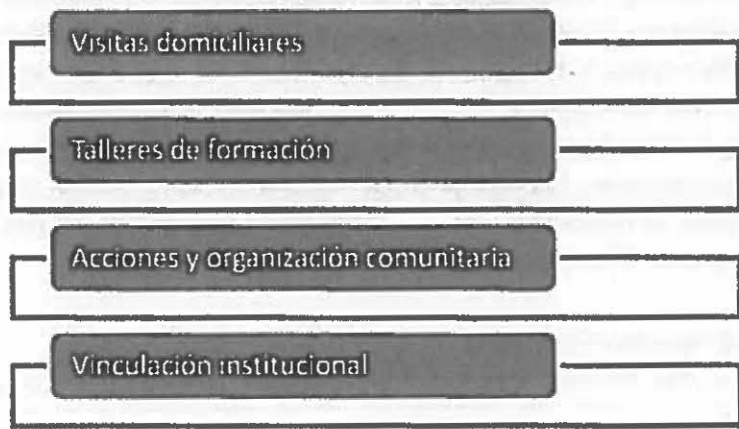 Visitas domiciliares
Talleres de formación
Acciones y organización comunitaria
Vinculación institucional